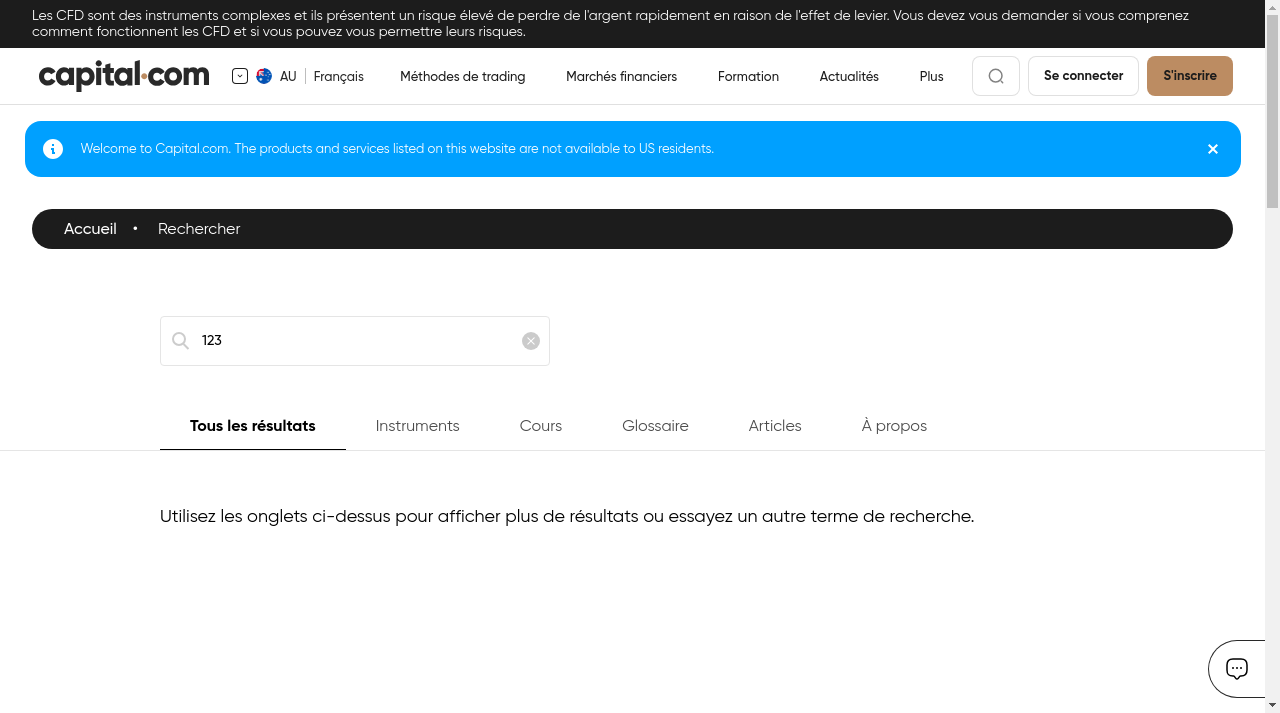 Les CFD sont des instruments complexes et ils présentent un risque élevé de perdre de l'argent rapidement en raison de l'effet de levier. Vous devez vous demander si vous comprenez
comment fonctionnent les CFD et si vous pouvez vous permettre leurs risques.
capital.com AU Français Méthodes de trading Marchés financiers Formation Actualités Plus Se connecter S'inscrire
Welcome to Capital.com. The products and services listed on this website are not available to US residents.
Accueil • Rechercher
123
Tous les résultats Instruments Cours Glossaire Articles À propos
Utilisez les onglets ci-dessus pour afficher plus de résultats ou essayez un autre terme de recherche.